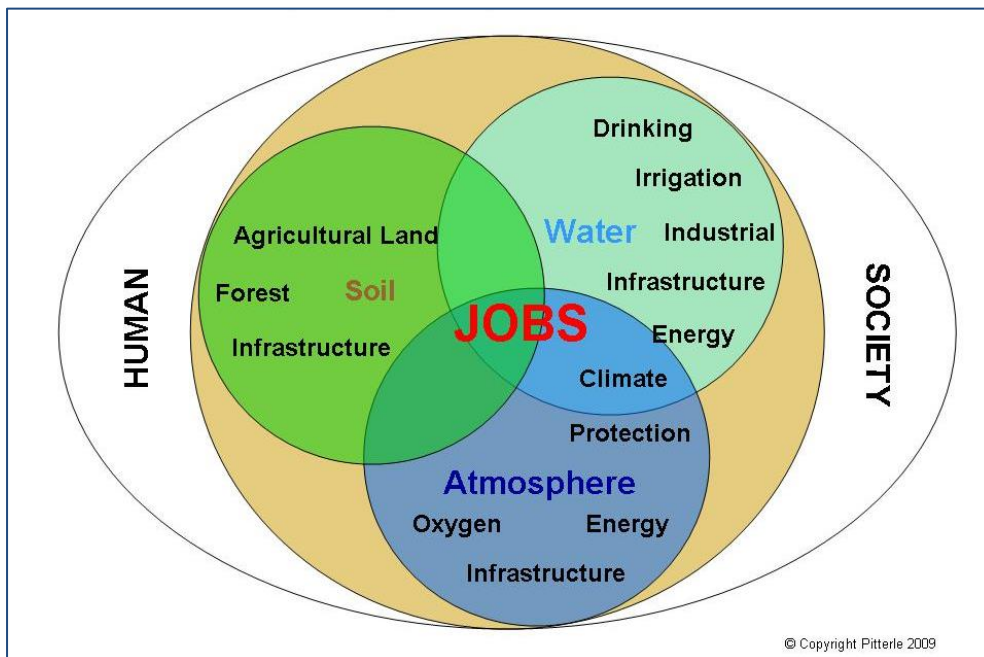 HUMAN
Agricultural Land
Forest
Soil
Infrastructure
Drinking
Irrigation
Water
Industrial
Infrastructure
Energy
JOBS
Climate
Protection
Atmosphere
Oxygen
Energy
Infrastructure
SOCIETY
© Copyright Pitterle 2009